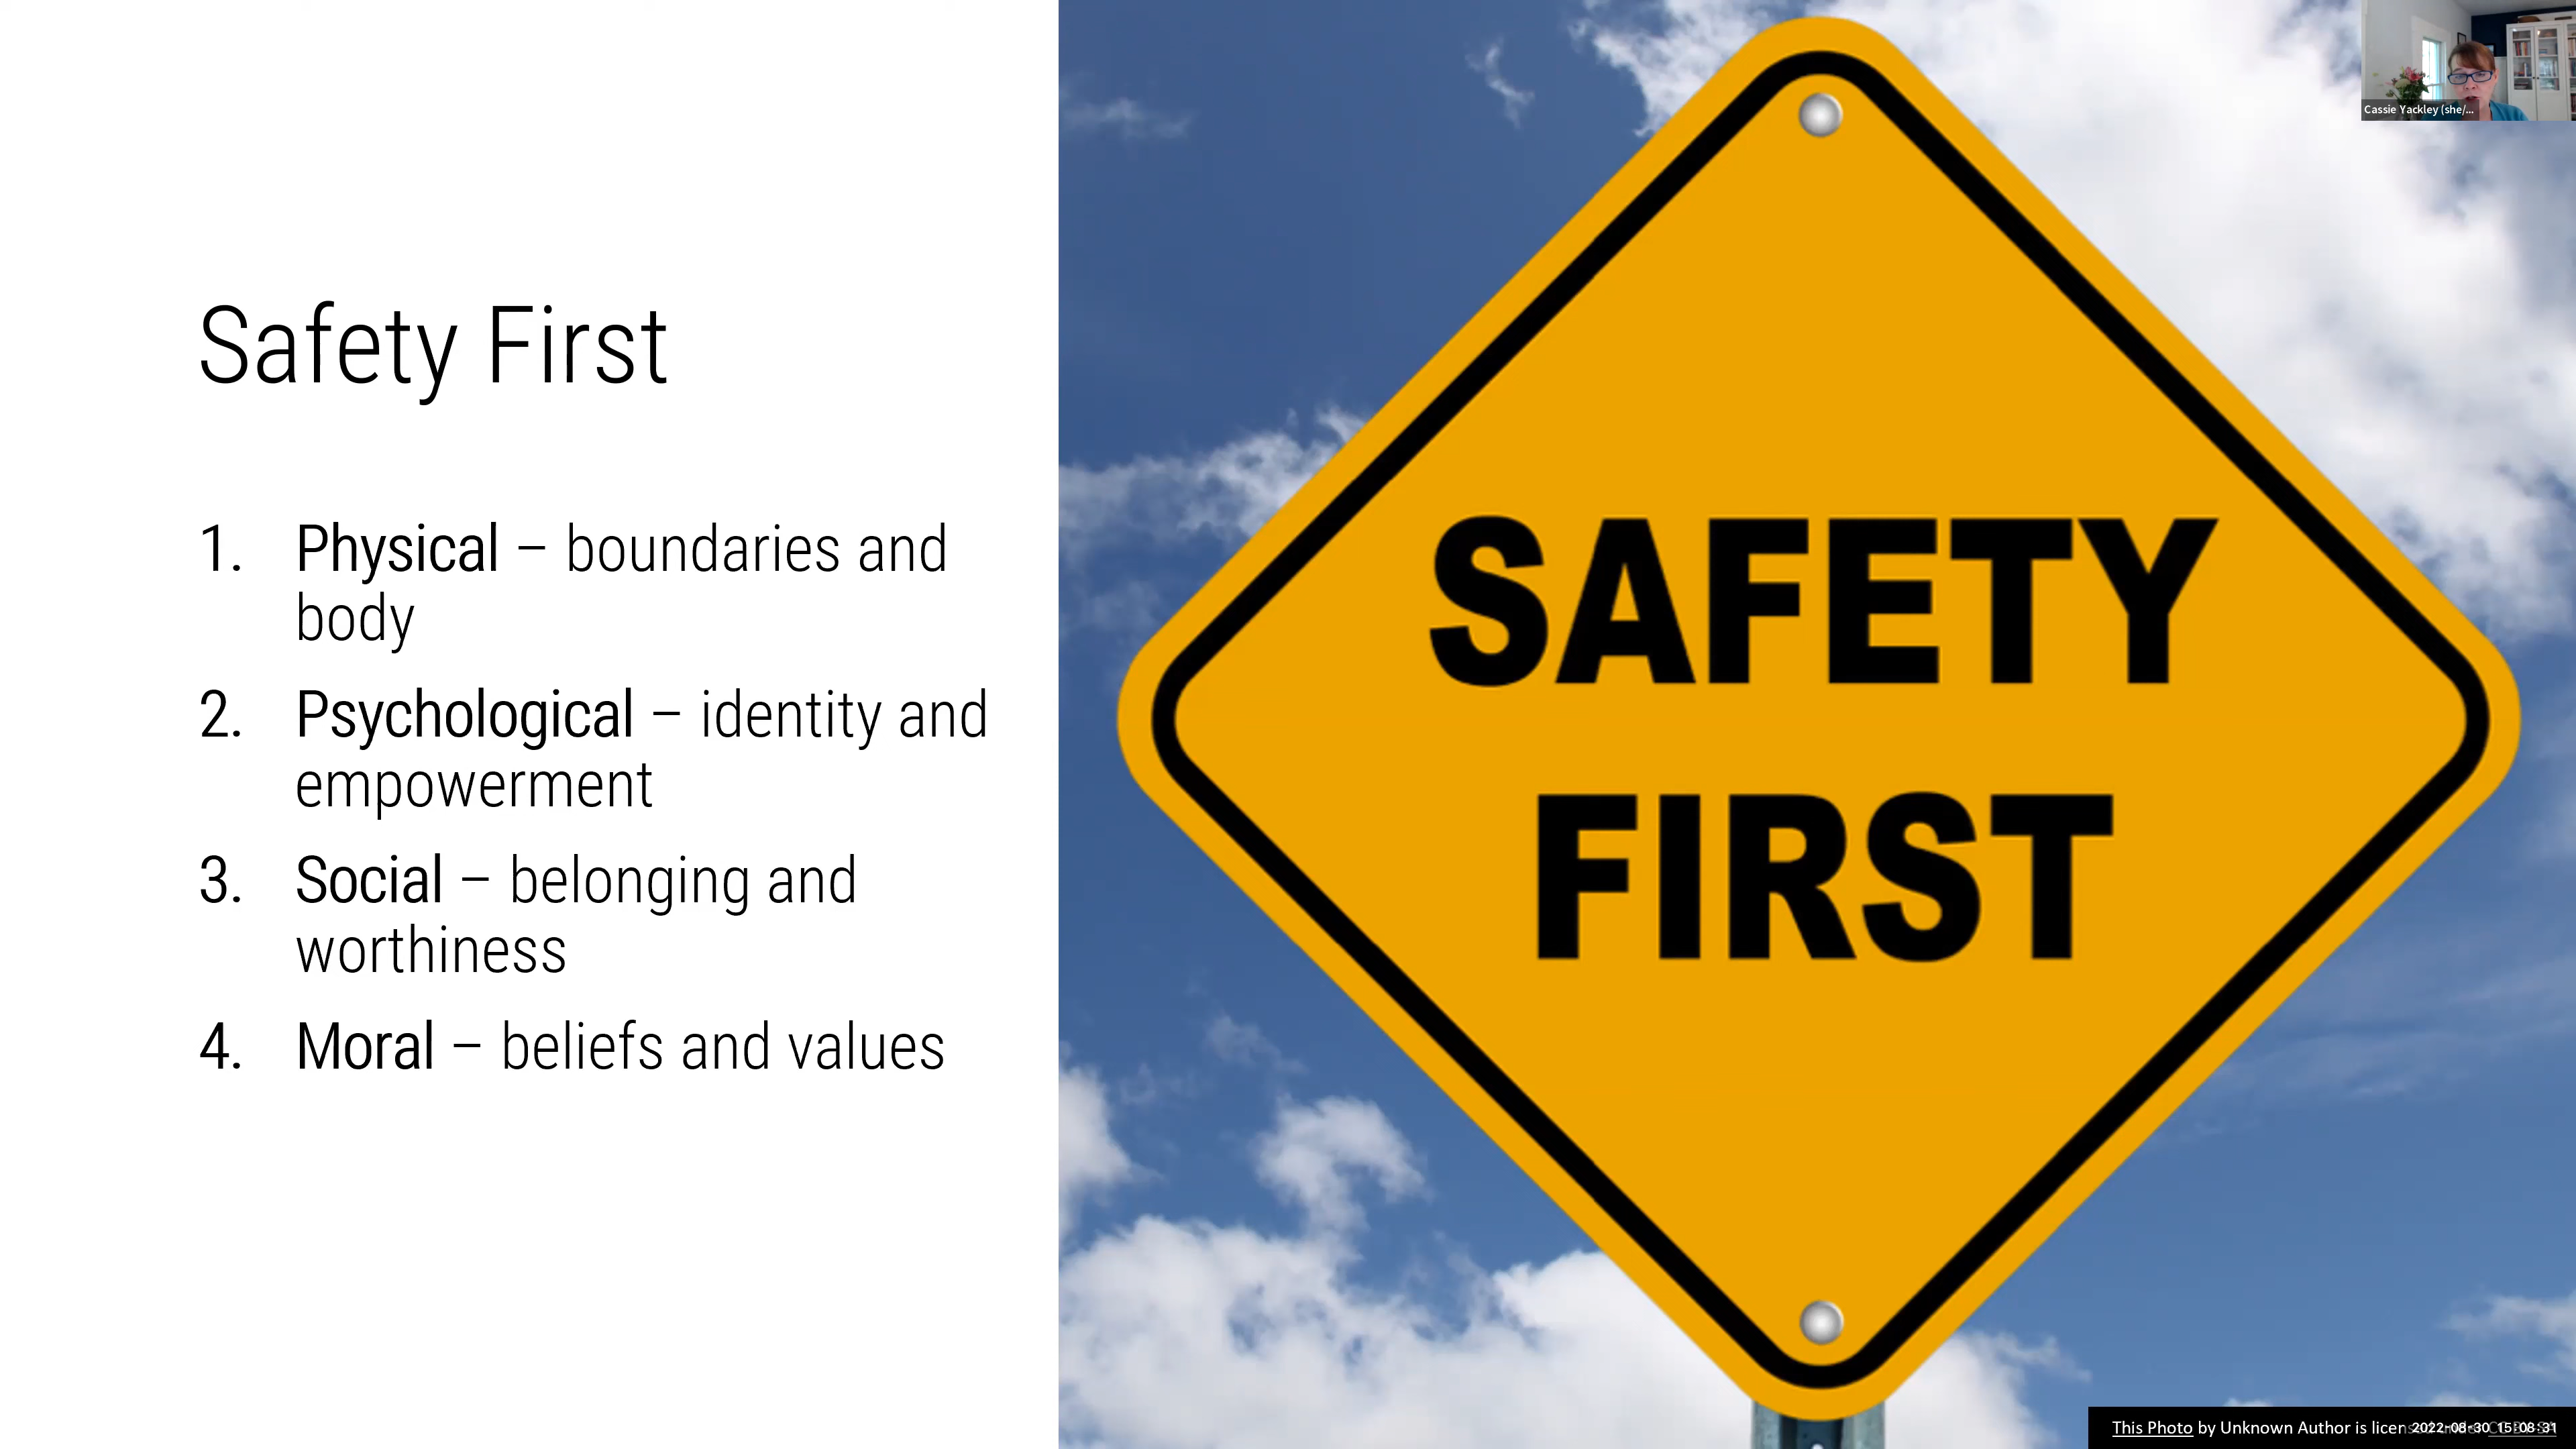 Safety First
1. Physical – boundaries and
body
2. Psychological – identity and
empowerment
3. Social – belonging and
worthiness
4. Moral – beliefs and values
SAFETY
FIRST
Cassie Yackley (she/...
This Photo by Unknown Author is licen
2022-08-30 15:08:31